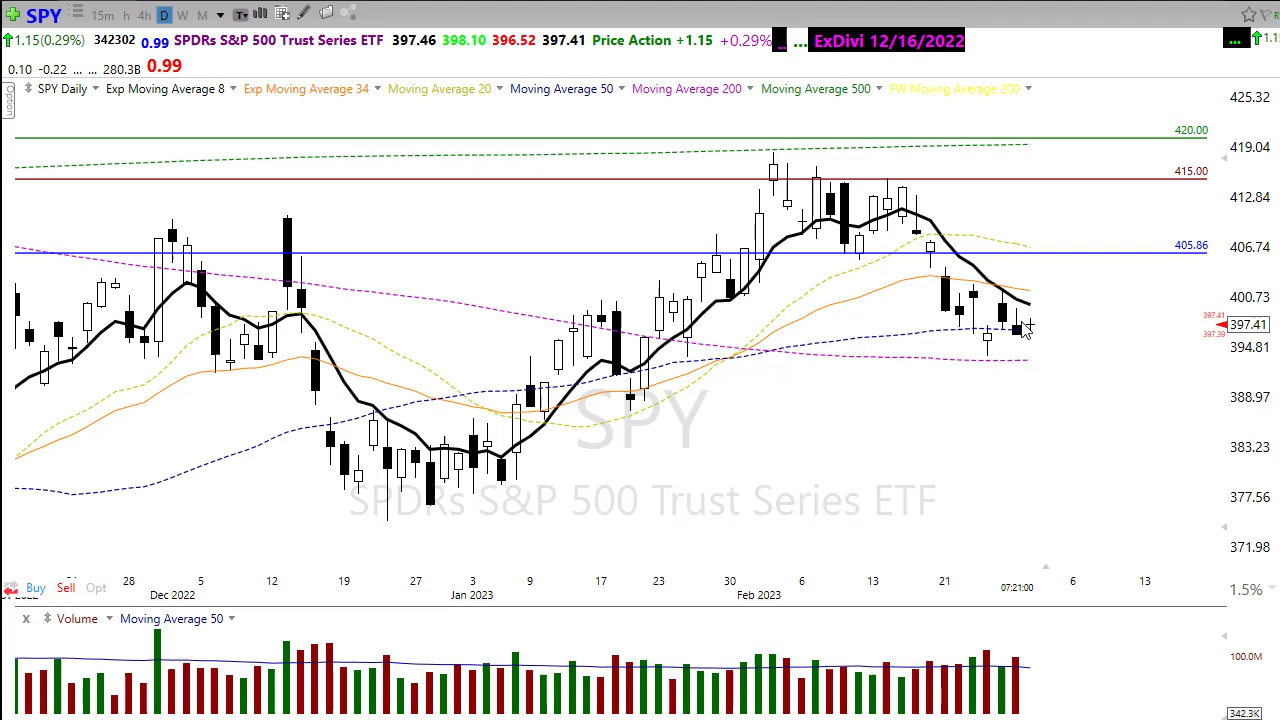 SPY 15m h 4h D W M T
1.15(0.29%) 342302 0.99 SPDRs S&P 500 Trust Series ETF 397.46 398.10 396.52 397.41 Price Action +1.15 +0.29% ... ... ExDivi 12/16/2022 ... 1.1
0.10 -0.22 ... ... 280.3B 0.99
Option
SPY Daily Exp Moving Average 8 Exp Moving Average 34 Moving Average 20 Moving Average 50 Moving Average 200 Moving Average 500 FW Moving Average 200
425.32
420.00
419.04
415.00
412.84
406.74
405.86
400.73
397.41
397.41
397.39
394.81
388.97
383.23
377.56
371.98
SPY
SPDRs S&P 500 Trust Series ETF
28 5 12 19 27 3 9 17 23 30 6 13 21 6 13
Buy Sell Opt 07:21:00 1.5%
Dec 2022 Jan 2023 Feb 2023
x Volume Moving Average 50
100.0M
342.3K